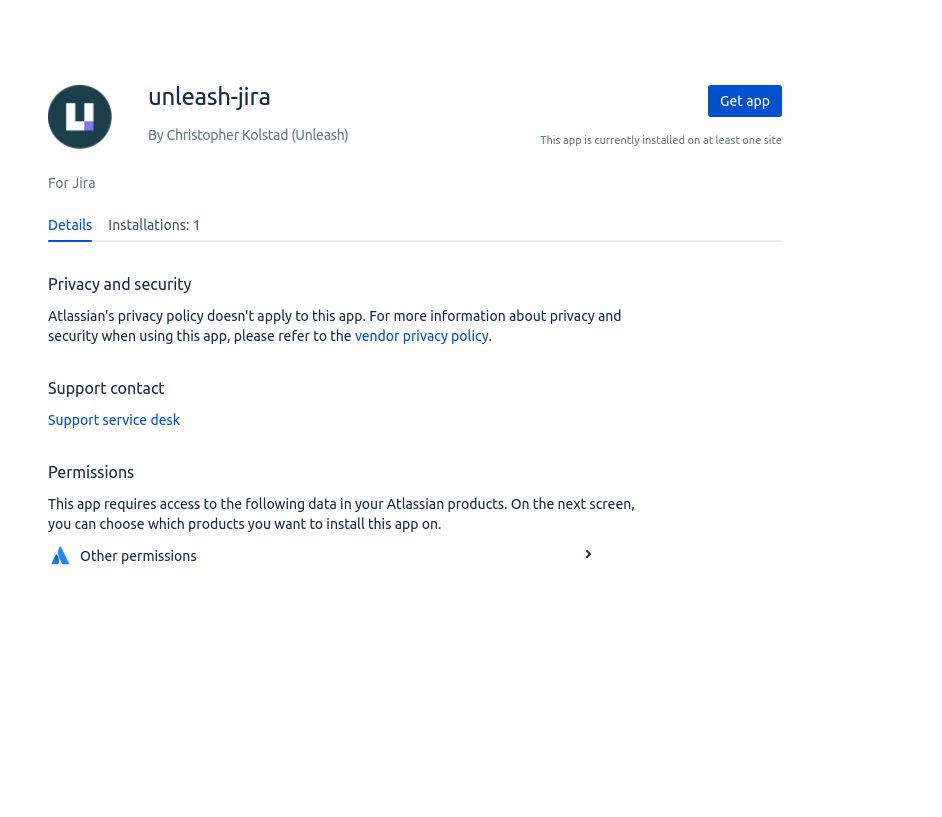 unleash-jira
Get app
By Christopher Kolstad (Unleash)
This app is currently installed on at least one site
For Jira
Details Installations: 1
Privacy and security
Atlassian's privacy policy doesn't apply to this app. For more information about privacy and
security when using this app, please refer to the vendor privacy policy.
Support contact
Support service desk
Permissions
This app requires access to the following data in your Atlassian products. On the next screen,
you can choose which products you want to install this app on.
Other permissions